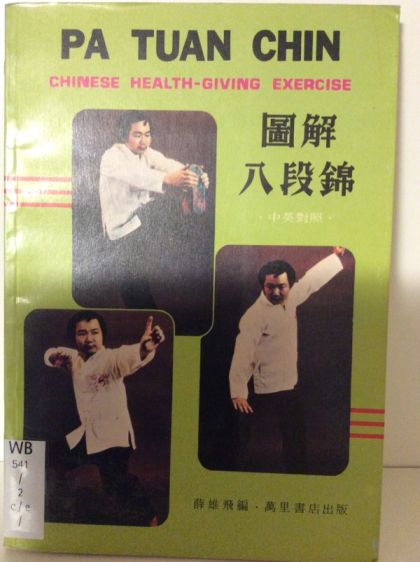 PA TUAN CHIN
CHINESE HEALTH-GIVING EXERCISE
圖解
八段錦
·中英對照·
WB
541
/
2
c/e
/
薛雄飛編·萬里書店出版